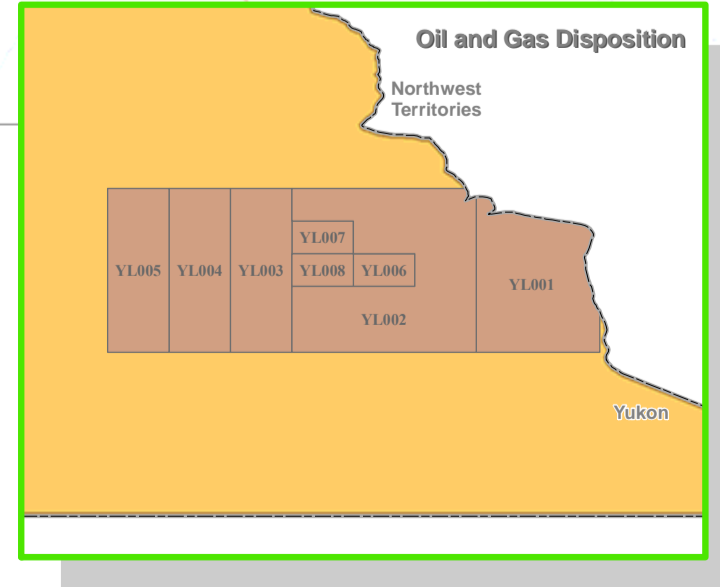 Oil and Gas Disposition
Northwest
Territories
YL007
YL005 YL004 YL003 YL008 YL006
YL001
YL002
Yukon